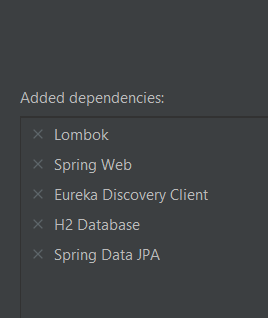 Added dependencies:
Lombok
Spring Web
Eureka Discovery Client
H2 Database
Spring Data JPA